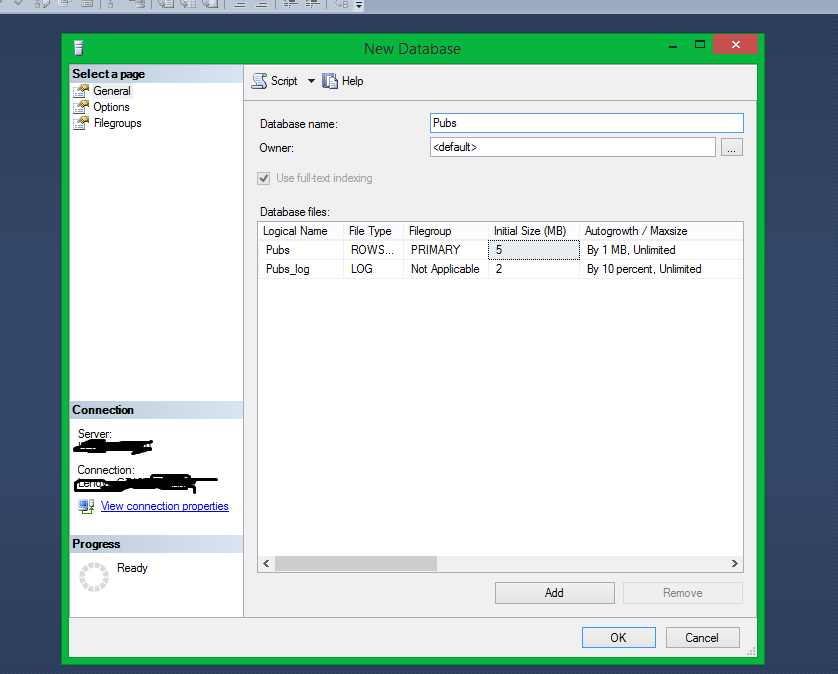 New Database
Select a page
General
Options
Filegroups
Script Help
Database name: Pubs
Owner: <default> ...
Use full-text indexing
Database files:
Logical Name File Type Filegroup Initial Size (MB) Autogrowth / Maxsize
Pubs ROWS... PRIMARY 5 By 1 MB, Unlimited
Pubs_log LOG Not Applicable 2 By 10 percent, Unlimited
Connection
Server:
Connection:
View connection properties
Progress
Ready
Add Remove
OK Cancel